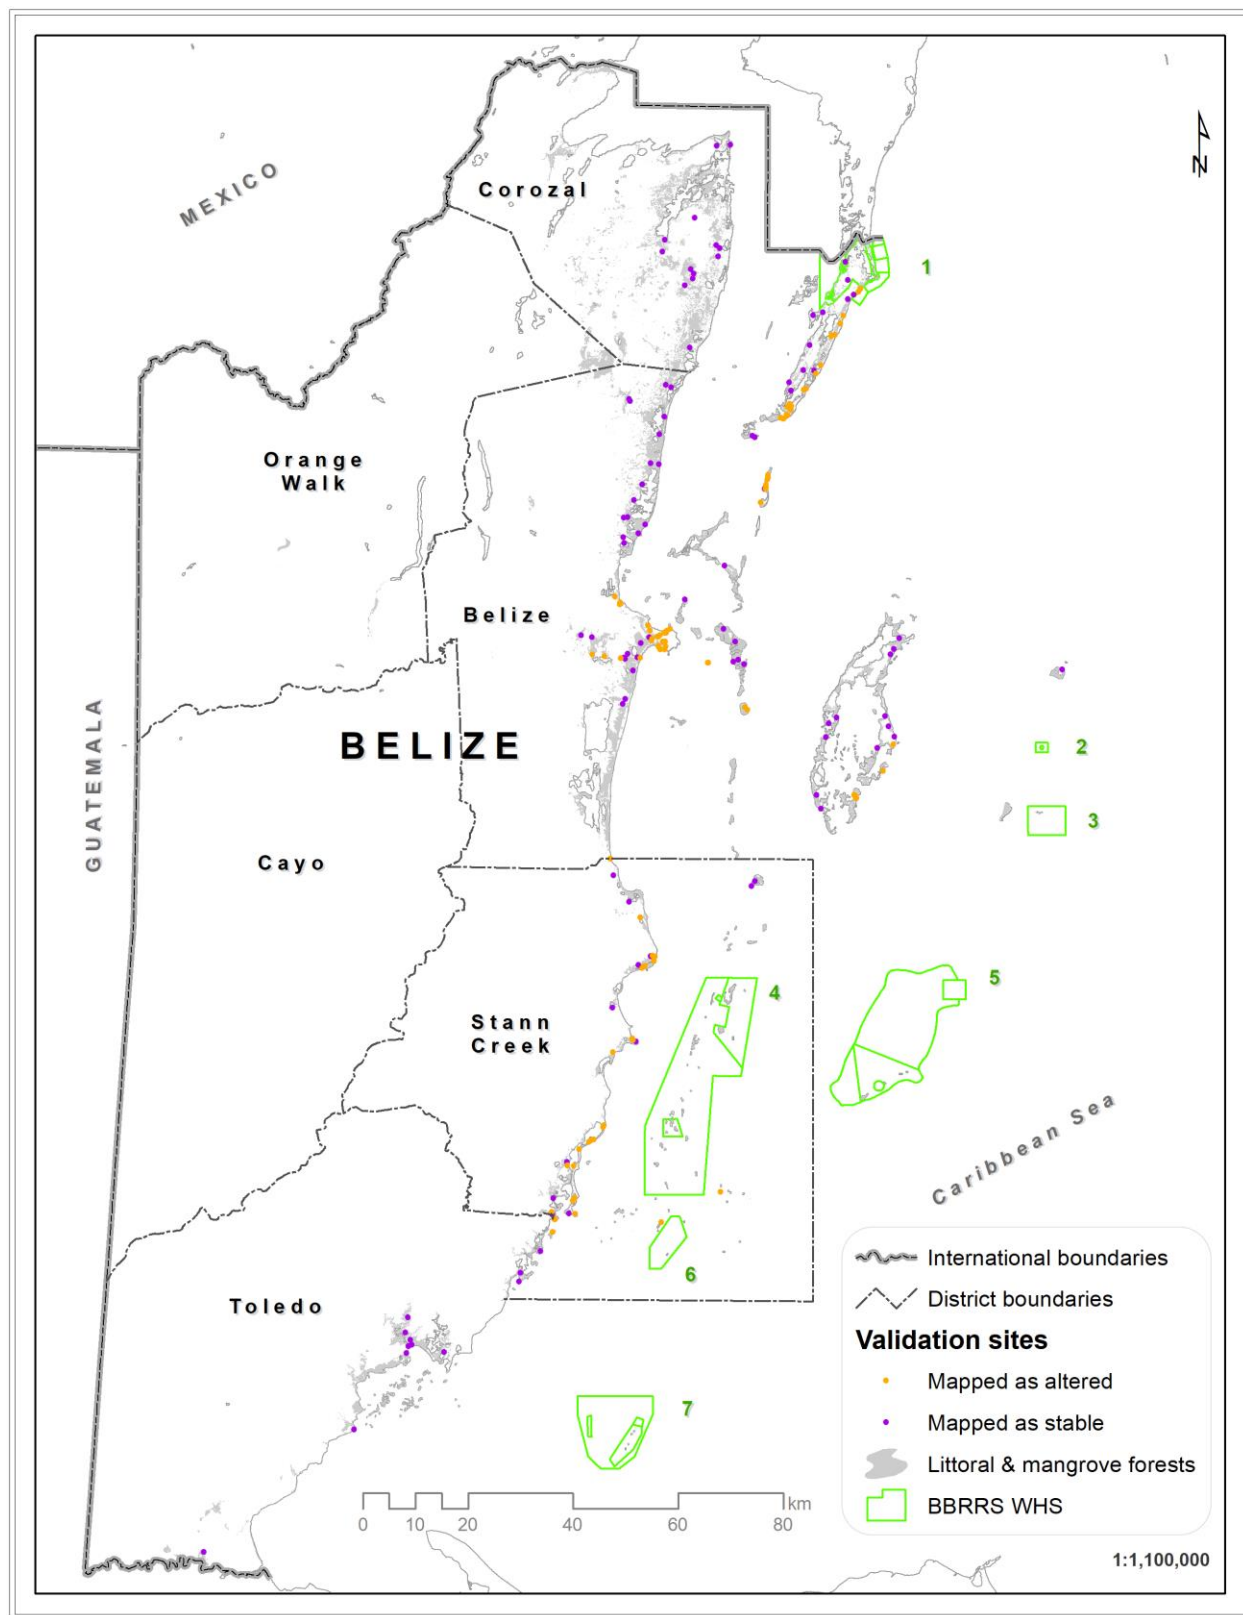 N
MEXICO
Corozal
1
Orange
Walk
Belize
GUATEMALA
BELIZE
2
3
Cayo
Stann
Creek
4
5
Caribbean Sea
6
Toledo
7
International boundaries
District boundaries
Validation sites
Mapped as altered
Mapped as stable
Littoral & mangrove forests
BBRRS WHS
km
0 10 20 40 60 80
1:1,100,000